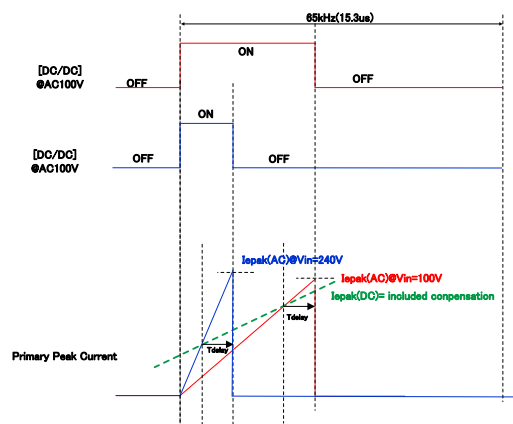 65kHz(15.3us)
ON
[DC/DC]
@AC100V
OFF
OFF
ON
[DC/DC]
@AC100V
OFF
OFF
Iepak(AC)@Vin=240V
Iepak(AC)@Vin=100V
Iepak(DC)= included conpensation
Tdelay
Tdelay
Primary Peak Current